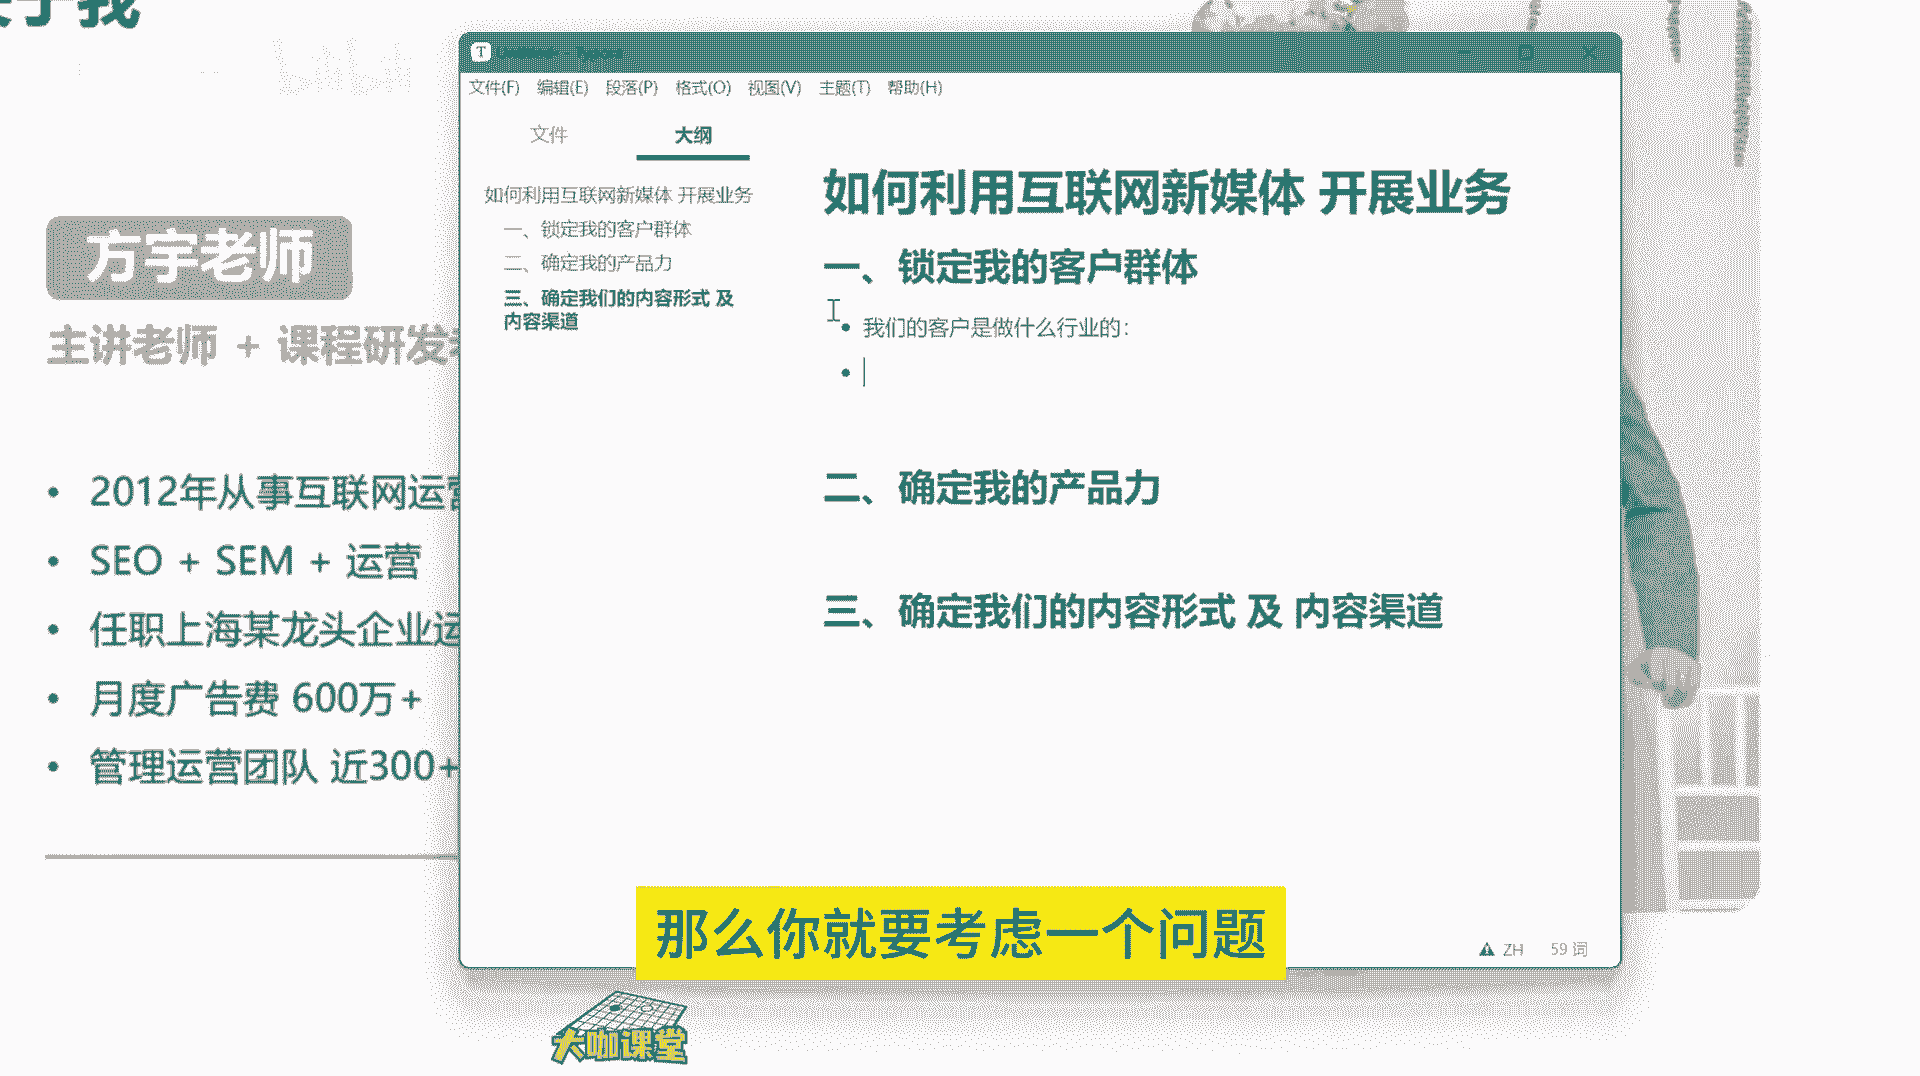 方宇老师
主讲老师 + 课程研发
2012年从事互联网运营
SEO + SEM + 运营
任职上海某龙头企业运
月度广告费 600万+
管理运营团队 近300+
文件(F) 编辑(E) 段落(P) 格式(O) 视图(V) 主题(T) 帮助(H)
文件 大纲
如何利用互联网新媒体 开展业务
一、锁定我的客户群体
二、确定我的产品力
三、确定我们的内容形式 及
内容渠道
如何利用互联网新媒体 开展业务
一、锁定我的客户群体
我们的客户是做什么行业的：
二、确定我的产品力
三、确定我们的内容形式 及 内容渠道
ZH 59 词
那么你就要考虑一个问题
大咖课堂